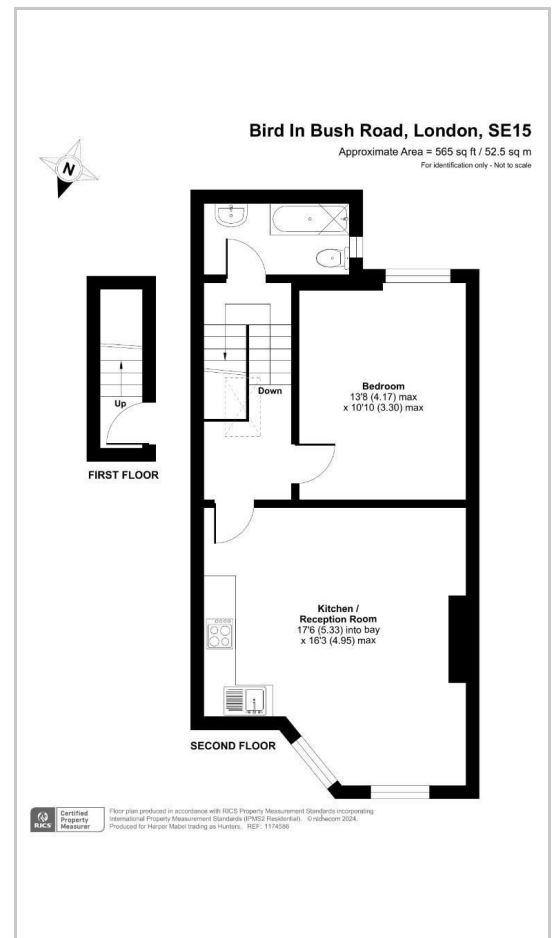 Bird In Bush Road, London, SE15
Approximate Area = 565 sq ft / 52.5 sq m
For identification only - Not to scale
N
Bedroom
13'8 (4.17) max
x 10'10 (3.30) max
Down
Up
FIRST FLOOR
Kitchen /
Reception Room
17'6 (5.33) into bay
x 16'3 (4.95) max
SECOND FLOOR
RICS
Certified
Property
Measurer
Floor plan produced in accordance with RICS Property Measurement Standards incorporating
International Property Measurement Standards (IPMS2 Residential). © nichecom 2024.
Produced for Harper Mabel trading as Hunters. REF: 1174586